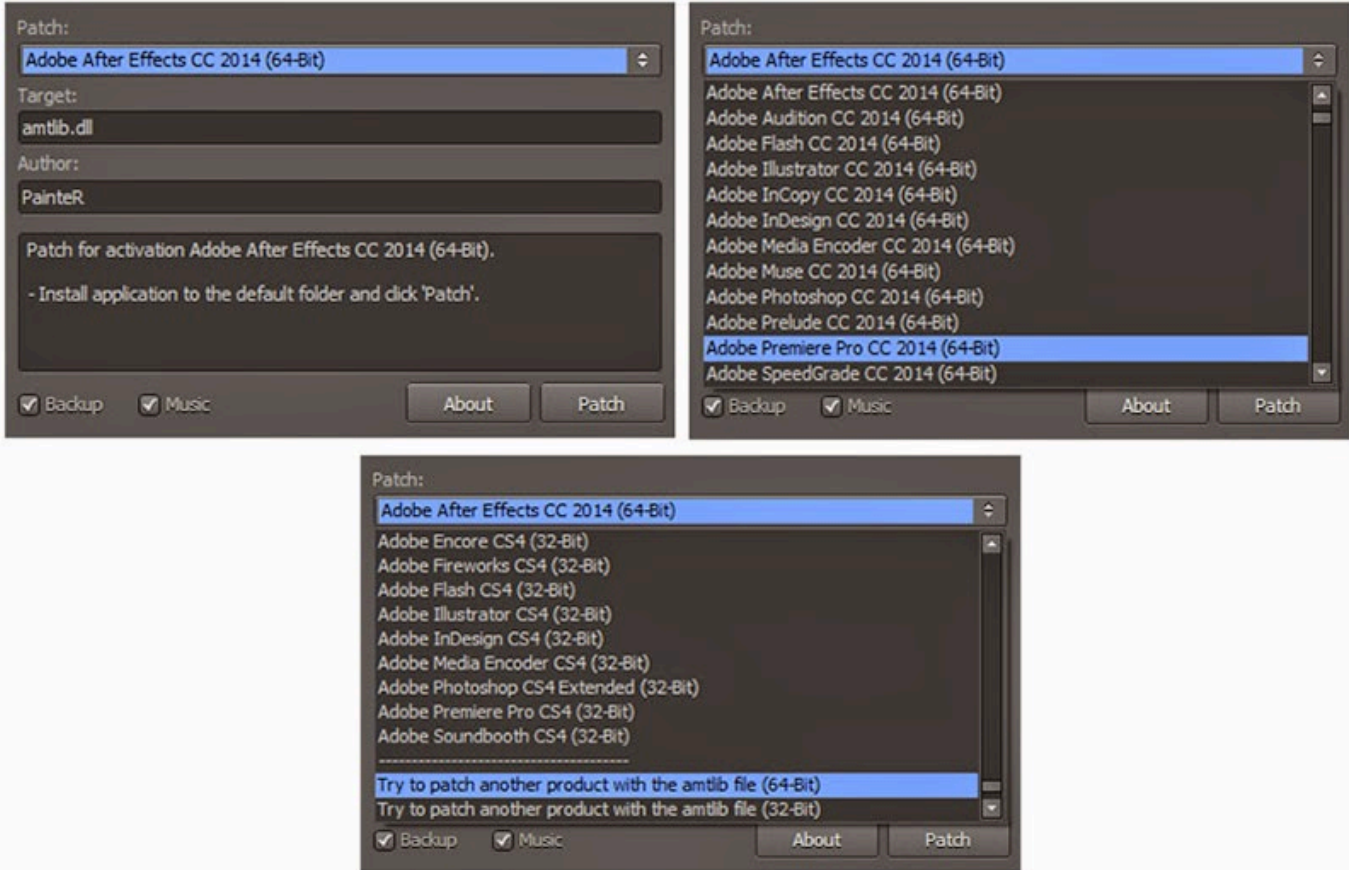 Patch:
Adobe After Effects CC 2014 (64-Bit)
Target:
amtlib.dll
Author:
PainteR
Patch for activation Adobe After Effects CC 2014 (64-Bit).
- Install application to the default folder and click 'Patch'.
Backup Music About Patch
Patch:
Adobe After Effects CC 2014 (64-Bit)
Adobe After Effects CC 2014 (64-Bit)
Adobe Audition CC 2014 (64-Bit)
Adobe Flash CC 2014 (64-Bit)
Adobe Illustrator CC 2014 (64-Bit)
Adobe InCopy CC 2014 (64-Bit)
Adobe InDesign CC 2014 (64-Bit)
Adobe Media Encoder CC 2014 (64-Bit)
Adobe Muse CC 2014 (64-Bit)
Adobe Photoshop CC 2014 (64-Bit)
Adobe Prelude CC 2014 (64-Bit)
Adobe Premiere Pro CC 2014 (64-Bit)
Adobe SpeedGrade CC 2014 (64-Bit)
Backup Music About Patch
Patch:
Adobe After Effects CC 2014 (64-Bit)
Adobe Encore CS4 (32-Bit)
Adobe Fireworks CS4 (32-Bit)
Adobe Flash CS4 (32-Bit)
Adobe Illustrator CS4 (32-Bit)
Adobe InDesign CS4 (32-Bit)
Adobe Media Encoder CS4 (32-Bit)
Adobe Photoshop CS4 Extended (32-Bit)
Adobe Premiere Pro CS4 (32-Bit)
Adobe Soundbooth CS4 (32-Bit)
------------------------------------
Try to patch another product with the amtlib file (64-Bit)
Try to patch another product with the amtlib file (32-Bit)
Backup Music About Patch